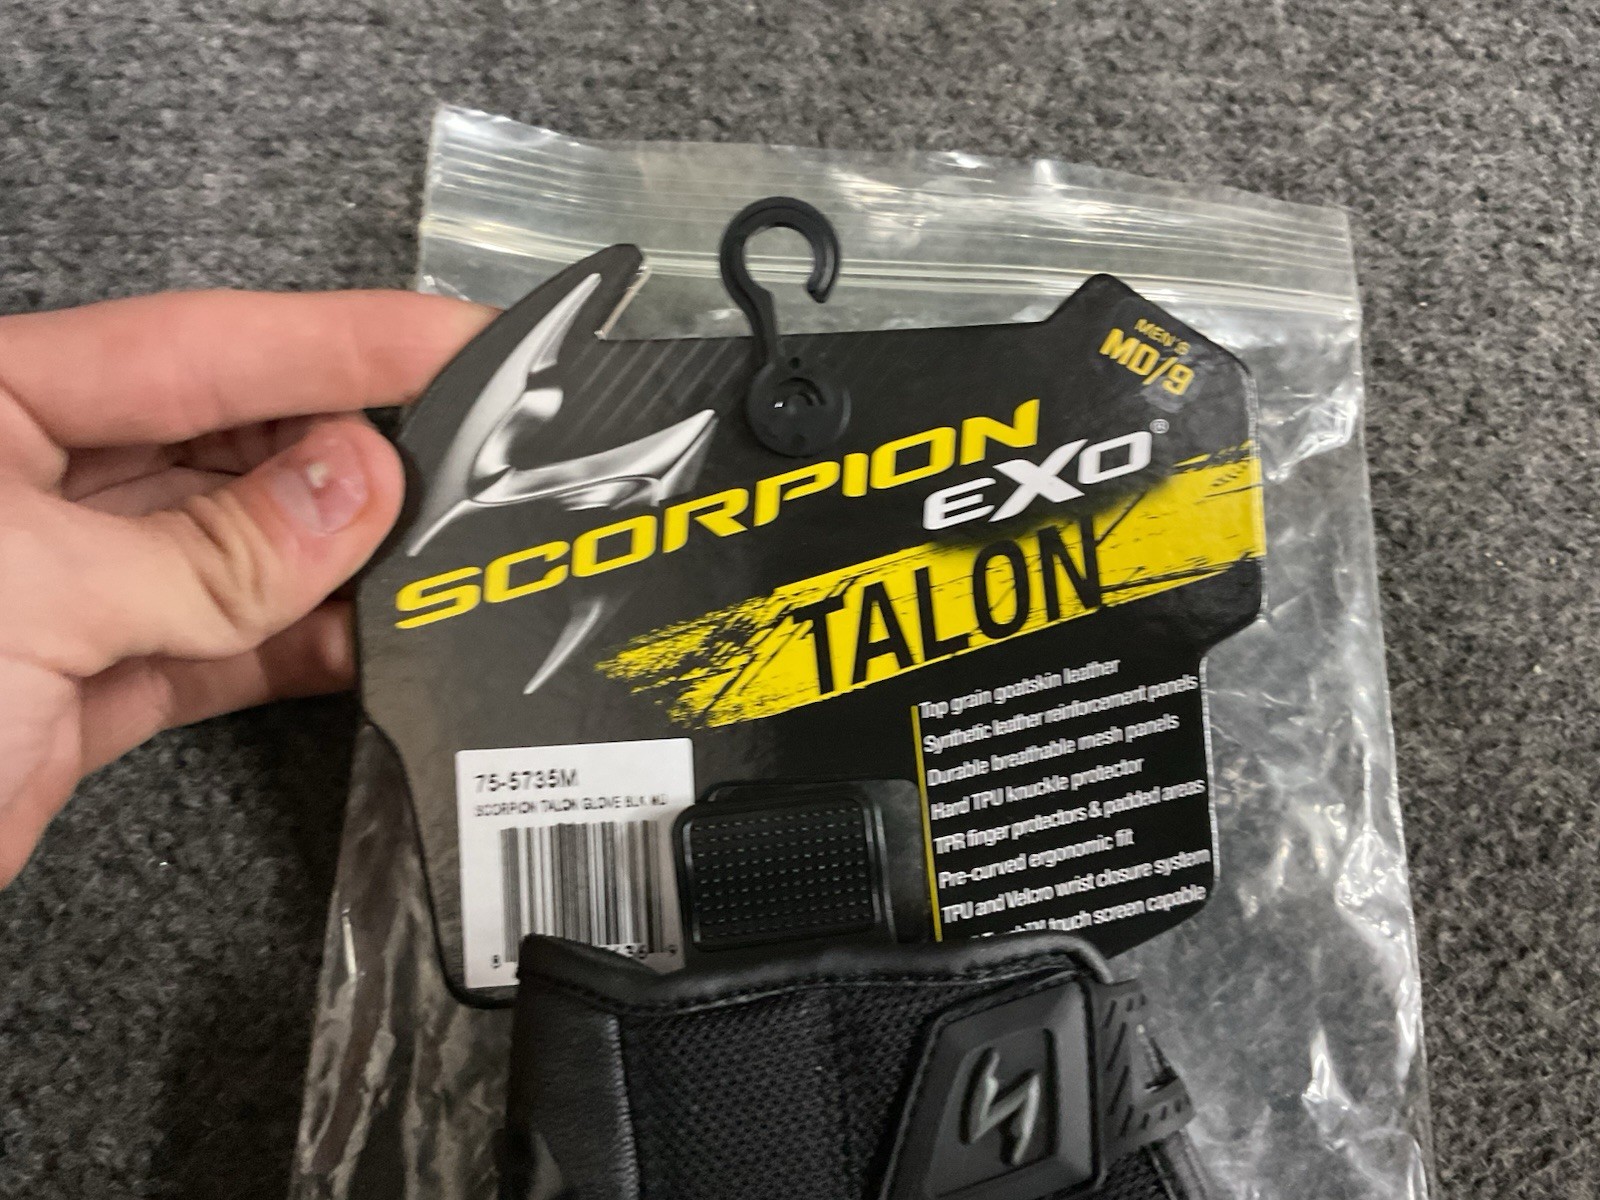 MEN'S
MD/9
SCORPION
EXO®
TALON
Top grain goatskin leather
Synthetic leather reinforcement panels
Durable breathable mesh panels
Hard TPU knuckle protector
TPR finger protectors & padded areas
Pre-curved ergonomic fit
TPU and Velcro wrist closure system
touch screen capable
75-5735M
SCORPION TALON GLOVE BLK MD
8
9